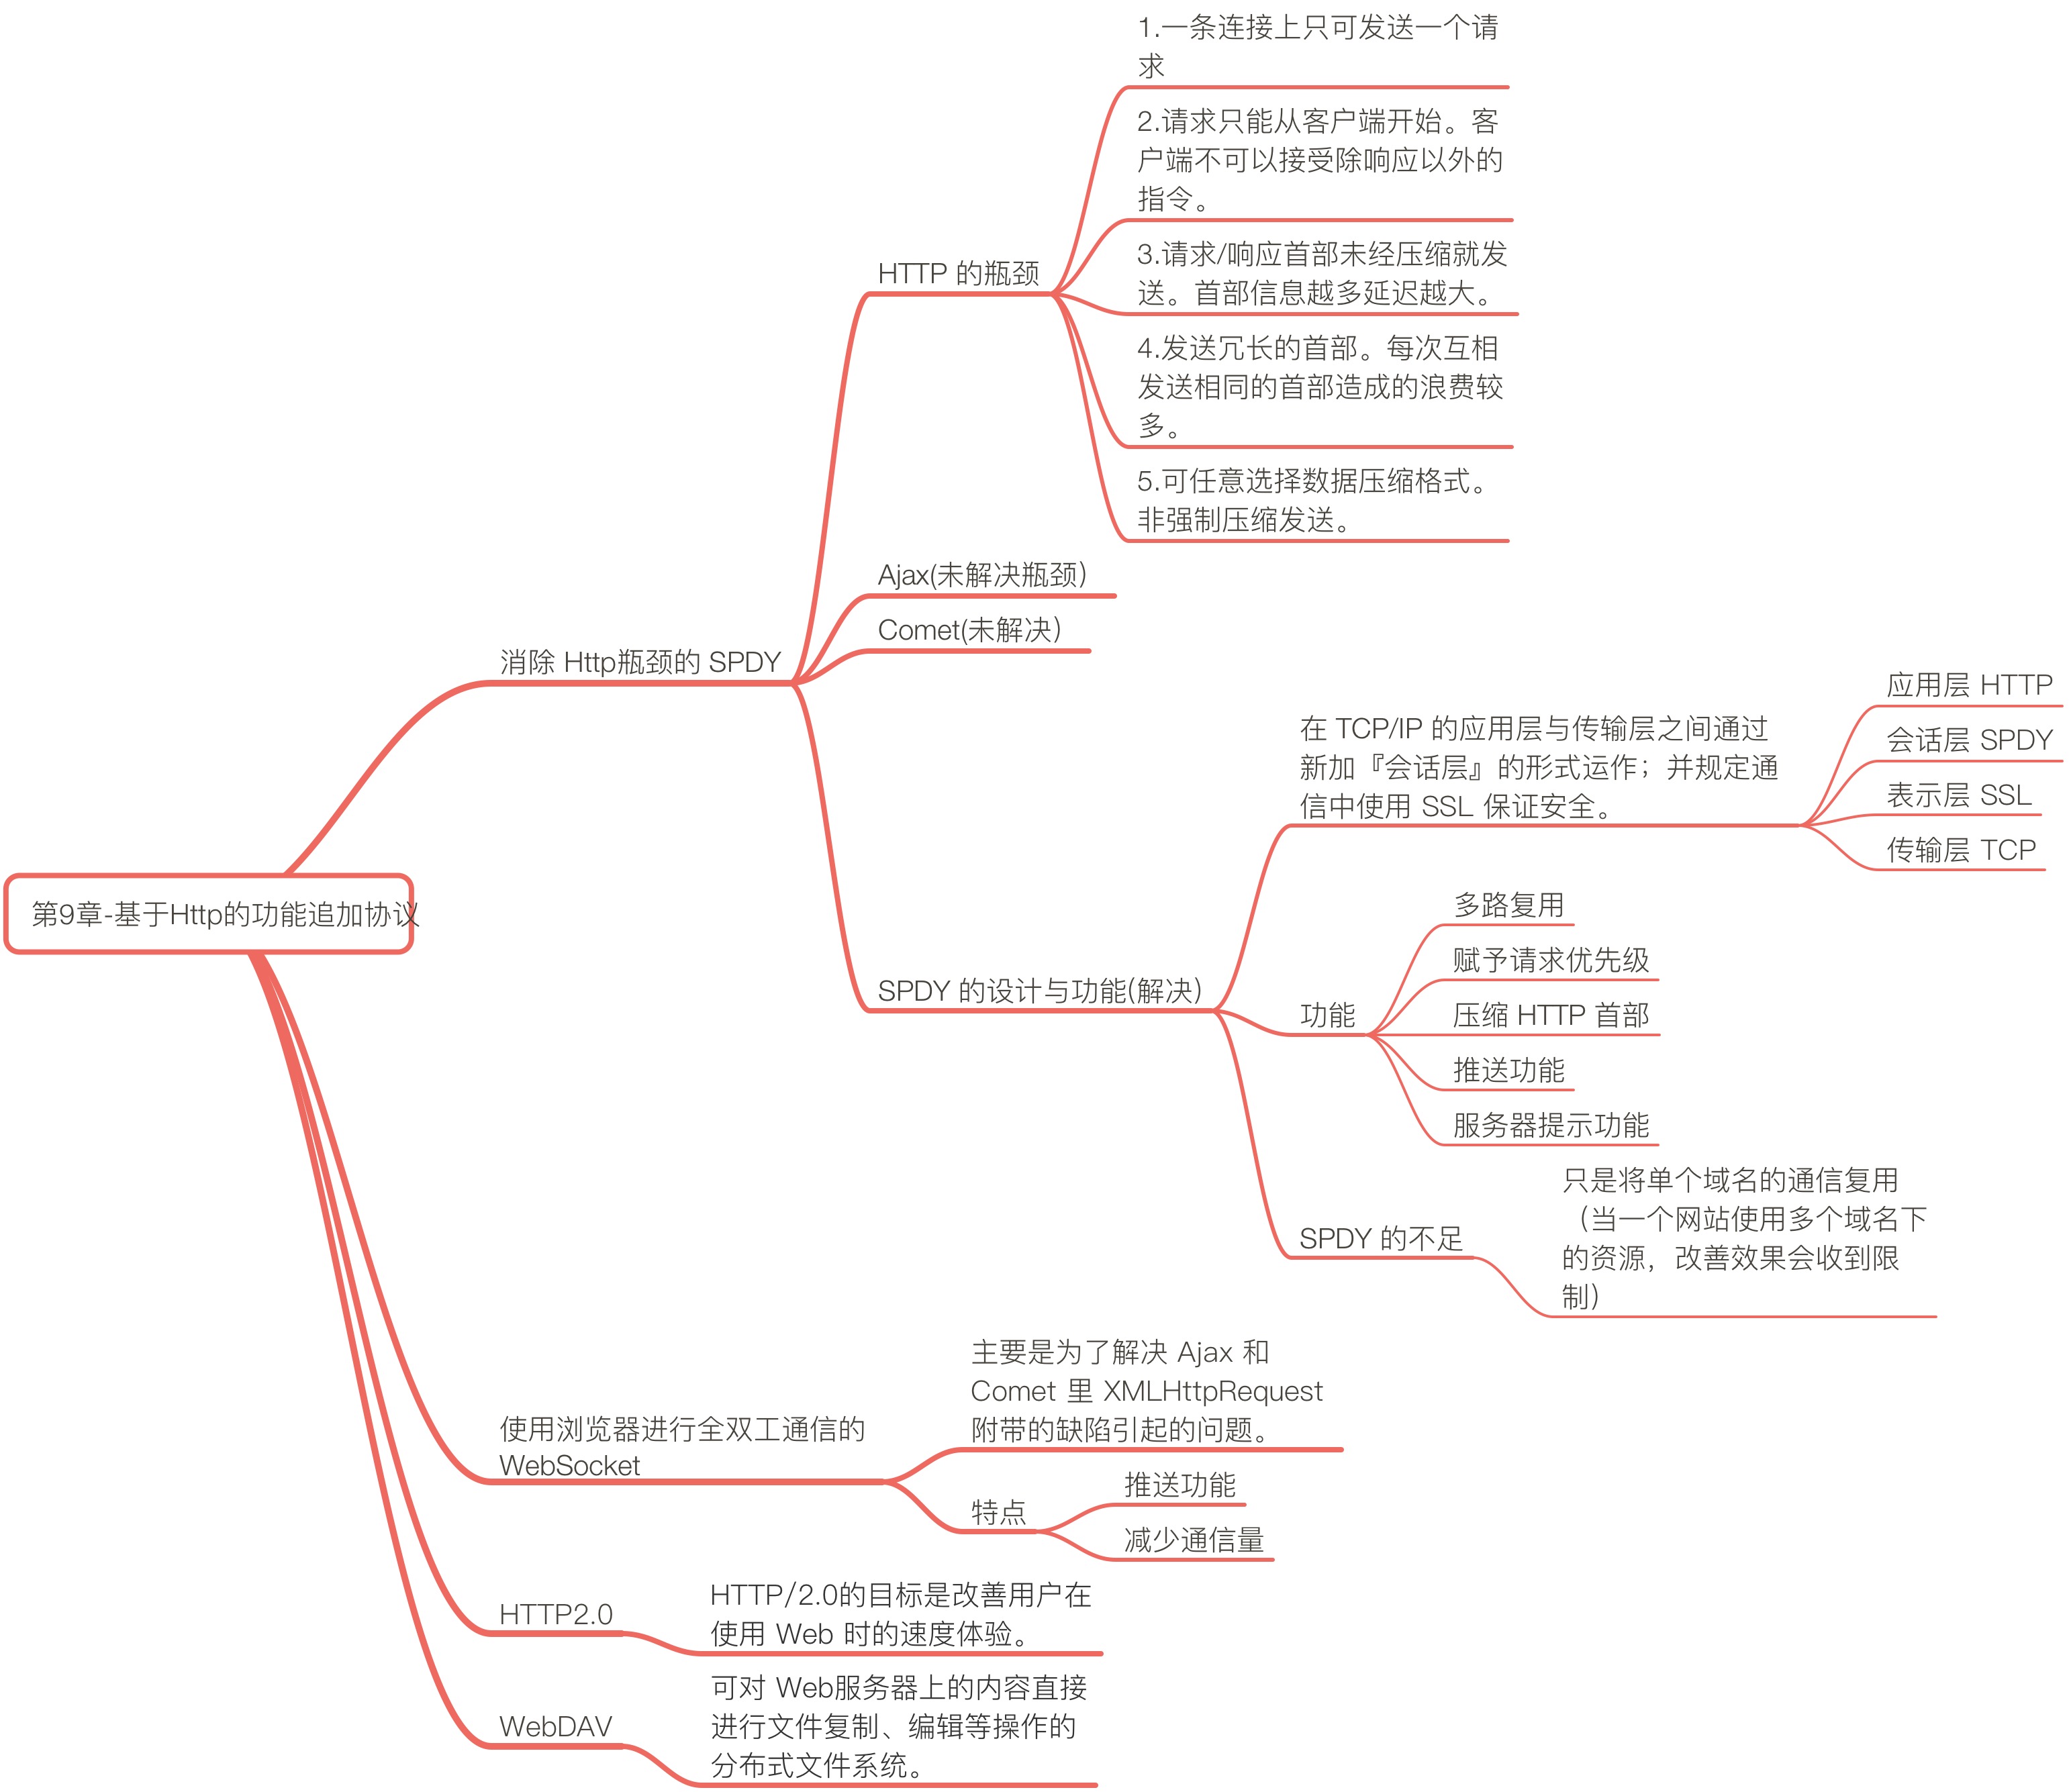 第9章-基于Http的功能追加协议
消除 Http瓶颈的 SPDY
HTTP 的瓶颈
1.一条连接上只可发送一个请
求
2.请求只能从客户端开始。客
户端不可以接受除响应以外的
指令。
3.请求/响应首部未经压缩就发
送。首部信息越多延迟越大。
4.发送冗长的首部。每次互相
发送相同的首部造成的浪费较
多。
5.可任意选择数据压缩格式。
非强制压缩发送。
Ajax(未解决瓶颈)
Comet(未解决)
SPDY 的设计与功能(解决)
在 TCP/IP 的应用层与传输层之间通过
新加『会话层』的形式运作；并规定通
信中使用 SSL 保证安全。
应用层 HTTP
会话层 SPDY
表示层 SSL
传输层 TCP
功能
多路复用
赋予请求优先级
压缩 HTTP 首部
推送功能
服务器提示功能
SPDY 的不足
只是将单个域名的通信复用
（当一个网站使用多个域名下
的资源，改善效果会收到限
制）
使用浏览器进行全双工通信的
WebSocket
主要是为了解决 Ajax 和
Comet 里 XMLHttpRequest
附带的缺陷引起的问题。
特点
推送功能
减少通信量
HTTP2.0
HTTP/2.0的目标是改善用户在
使用 Web 时的速度体验。
WebDAV
可对 Web服务器上的内容直接
进行文件复制、编辑等操作的
分布式文件系统。